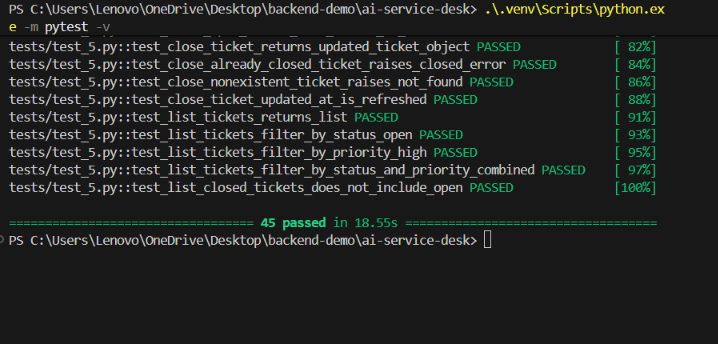 PS C:\Users\Lenovo\OneDrive\Desktop\backend-demo\ai-service-desk> .\.venv\Scripts\python.ex
e -m pytest -v
tests/test_5.py::test_close_ticket_returns_updated_ticket_object PASSED [ 82%]
tests/test_5.py::test_close_already_closed_ticket_raises_closed_error PASSED [ 84%]
tests/test_5.py::test_close_nonexistent_ticket_raises_not_found PASSED [ 86%]
tests/test_5.py::test_close_ticket_updated_at_is_refreshed PASSED [ 88%]
tests/test_5.py::test_list_tickets_returns_list PASSED [ 91%]
tests/test_5.py::test_list_tickets_filter_by_status_open PASSED [ 93%]
tests/test_5.py::test_list_tickets_filter_by_priority_high PASSED [ 95%]
tests/test_5.py::test_list_tickets_filter_by_status_and_priority_combined PASSED [ 97%]
tests/test_5.py::test_list_closed_tickets_does_not_include_open PASSED [100%]
================================= 45 passed in 18.55s ==================================
PS C:\Users\Lenovo\OneDrive\Desktop\backend-demo\ai-service-desk>